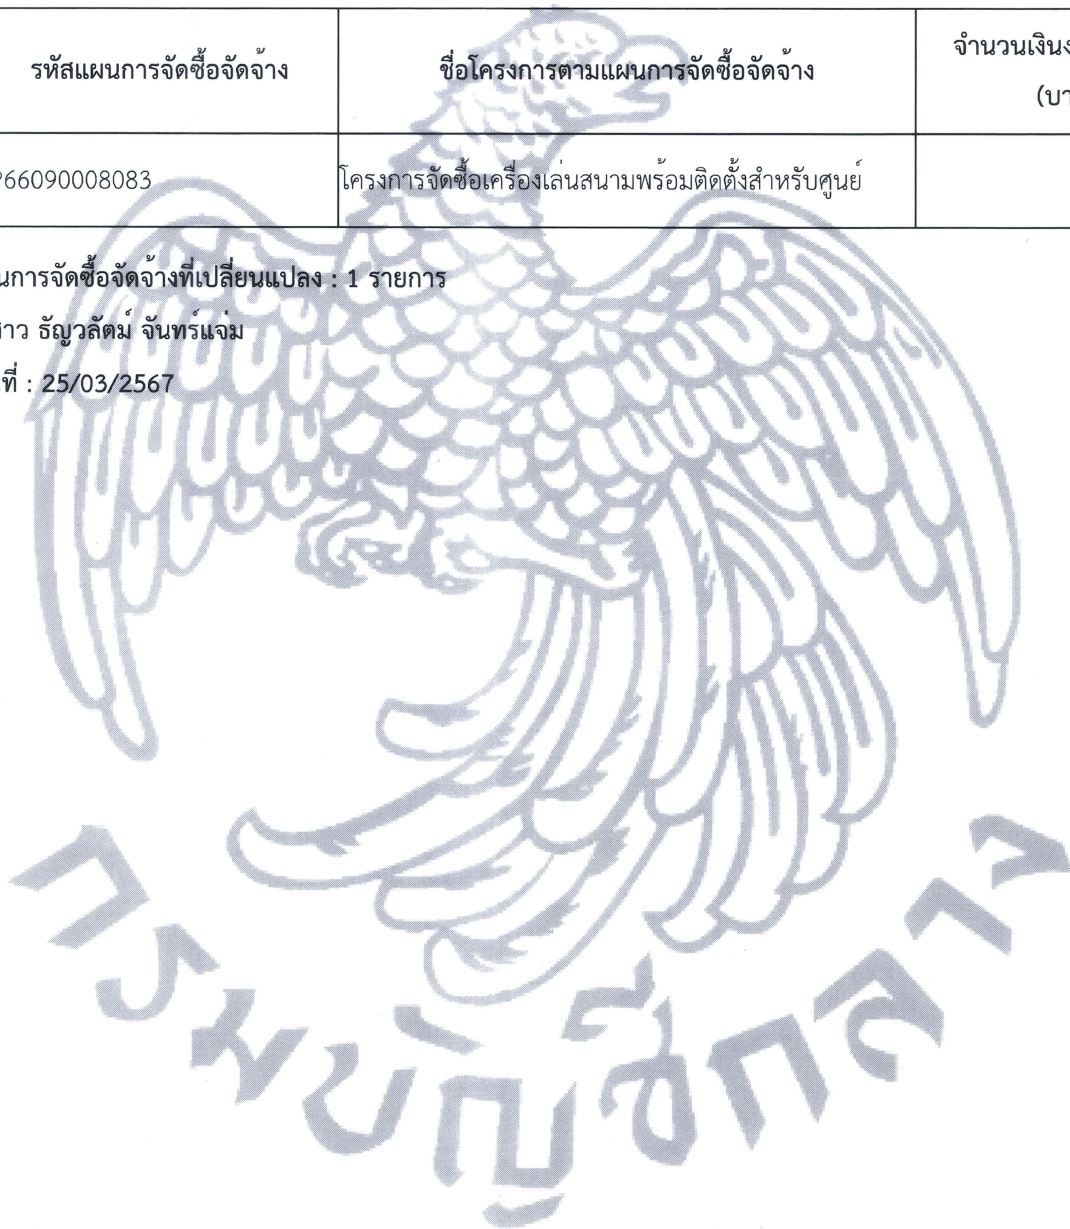 รหัสแผนการจัดซื้อจัดจ้าง ชื่อโครงการตามแผนการจัดซื้อจัดจ้าง จำนวนเงินง
(บา
P66090008083 โครงการจัดซื้อเครื่องเล่นสนามพร้อมติดตั้งสำหรับศูนย์
นการจัดซื้อจัดจ้างที่เปลี่ยนแปลง : 1 รายการ
สาว ธัญวลัตม์ จันทร์แจ่ม
ที่ : 25/03/2567
กรมบัญชีกลาง